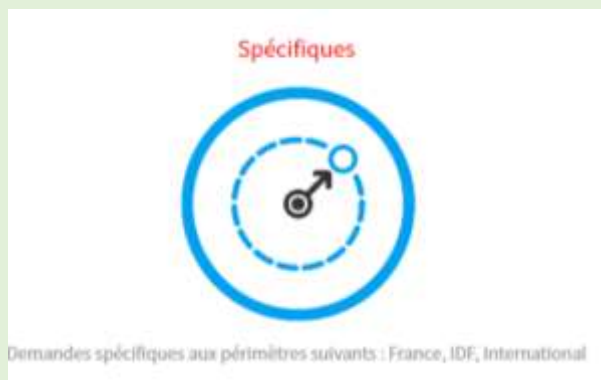 Spécifiques
Demandes spécifiques aux périmètres suivants : France, IDF, International